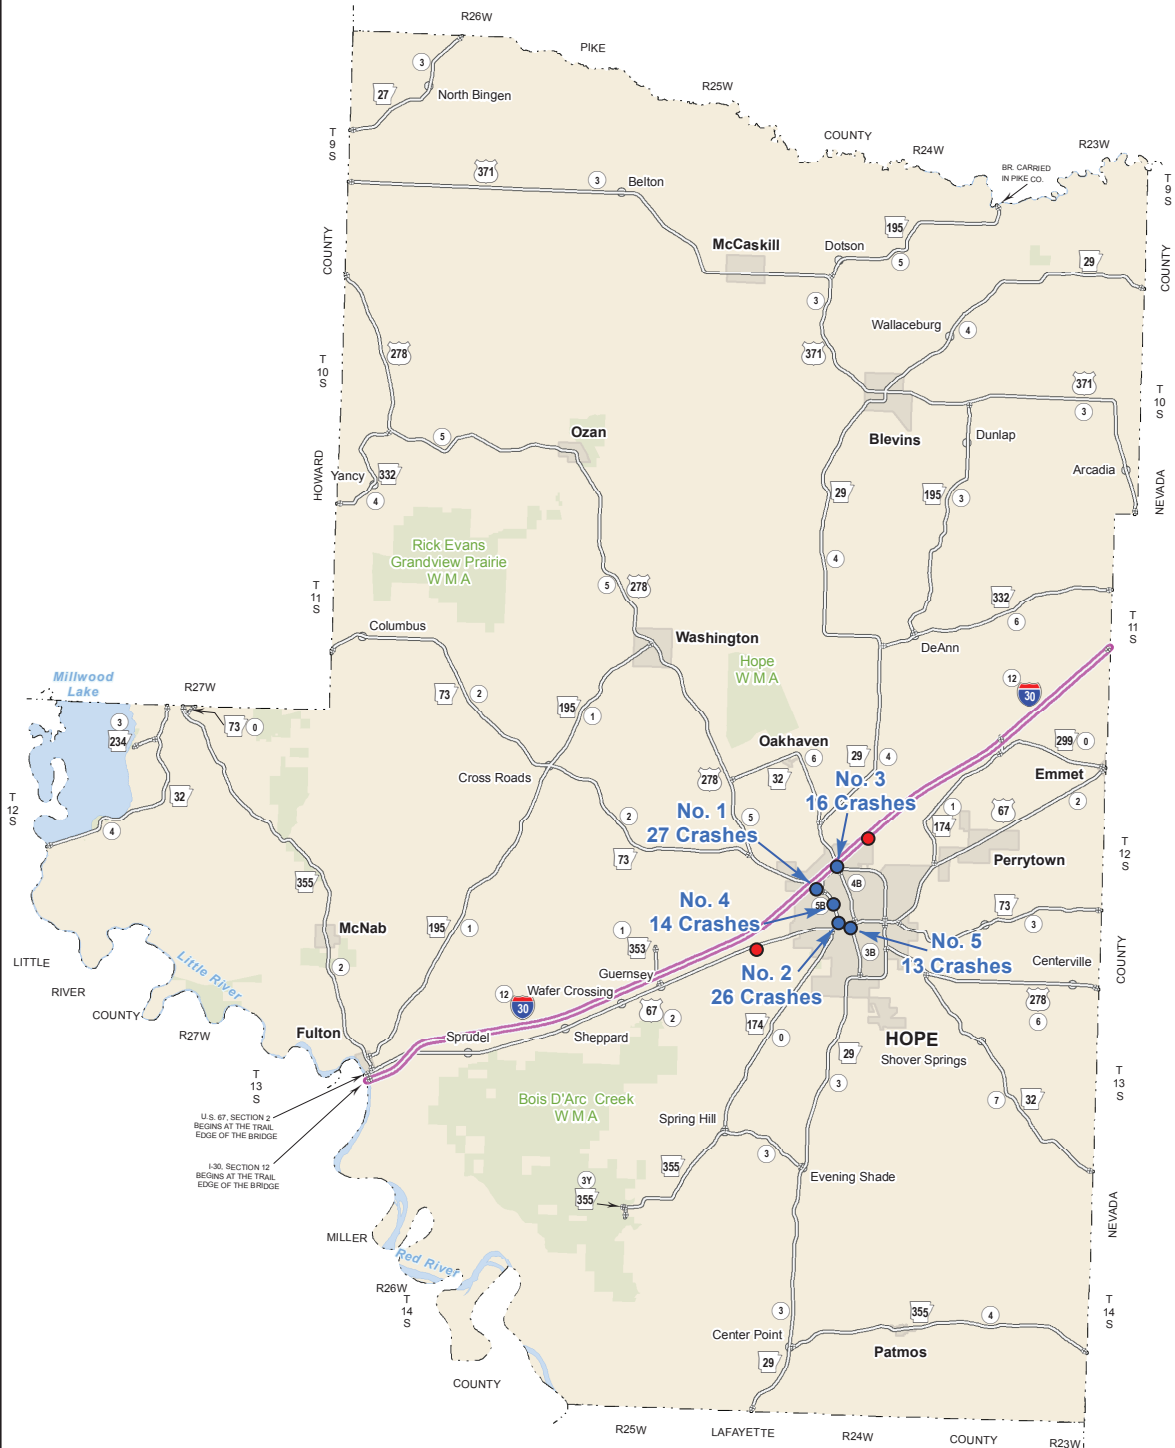 R26W
PIKE
3
27
North Bingen
R25W
T
9
S
COUNTY
R24W
R23W
371
3
Belton
BR. CARRIED
IN PIKE CO.
T
9
S
McCaskill
Dotson
195
5
COUNTY
29
COUNTY
3
Wallaceburg
4
278
371
T
10
S
371
3
T
10
S
Ozan
5
Blevins
Dunlap
HOWARD
Yancy
332
4
Arcadia
29
195
3
NEVADA
Rick Evans
Grandview Prairie
W M A
4
5
278
T
11
S
332
6
T
11
S
Columbus
Washington
DeAnn
Hope
W M A
Millwood
Lake
R27W
12
30
73
2
195
1
3
234
73
0
Oakhaven
6
29
4
299
0
Cross Roads
278
32
No. 3
16 Crashes
Emmet
T
12
S
32
2
No. 1
27 Crashes
5
1
174
67
2
4
73
Perrytown
T
12
S
355
4B
No. 4
14 Crashes
5B
73
3
McNab
195
1
1
353
No. 5
13 Crashes
3B
LITTLE
RIVER
COUNTY
Little River
2
Guernsey
No. 2
26 Crashes
Centerville
COUNTY
12
30
Wafer Crossing
67
2
278
6
R27W
Fulton
Sprudel
Sheppard
174
0
HOPE
Shover Springs
29
T
13
S
3
T
13
S
7
32
U.S. 67, SECTION 2
BEGINS AT THE TRAIL
EDGE OF THE BRIDGE
Bois D'Arc Creek
W M A
Spring Hill
I-30, SECTION 12
BEGINS AT THE TRAIL
EDGE OF THE BRIDGE
3
355
Evening Shade
3Y
355
NEVADA
MILLER
Red River
R26W
T
14
S
T
14
S
3
355
4
Center Point
Patmos
29
COUNTY
R25W
LAFAYETTE
R24W
COUNTY
R23W